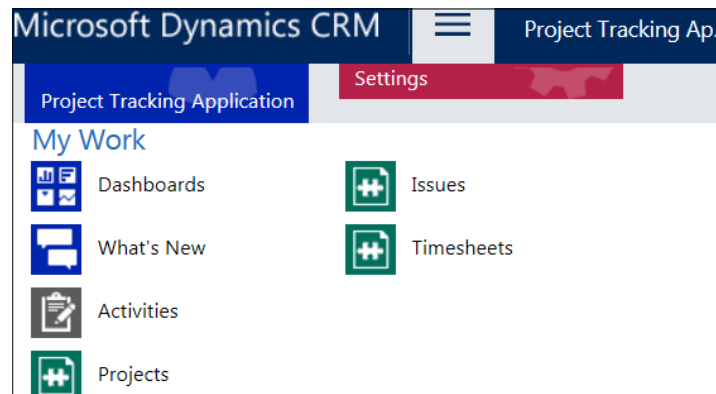 Microsoft Dynamics CRM
Project Tracking Ap.
Project Tracking Application
Settings
My Work
Dashboards
Issues
What's New
Timesheets
Activities
Projects